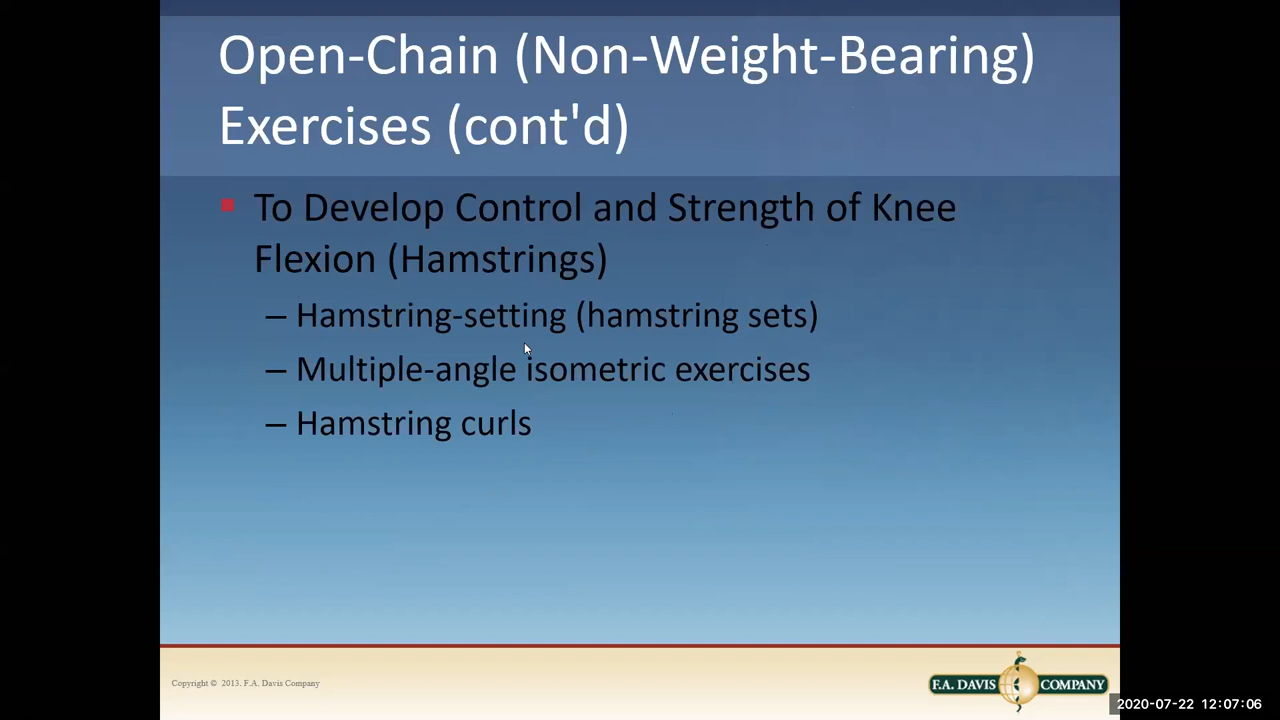 Open-Chain (Non-Weight-Bearing)
Exercises (cont'd)
To Develop Control and Strength of Knee
Flexion (Hamstrings)
– Hamstring-setting (hamstring sets)
– Multiple-angle isometric exercises
– Hamstring curls
Copyright © 2013. F.A. Davis Company
F.A. DAVIS COMPANY
2020-07-22 12:07:06